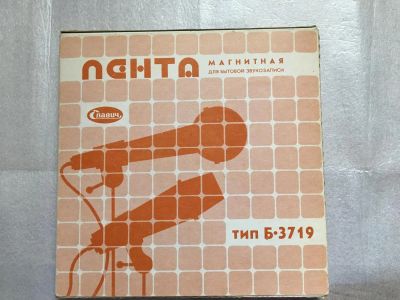 ЛЕНТА
МАГНИТНАЯ
ДЛЯ БЫТОВОЙ ЗВУКОЗАПИСИ
Славич
ТИП Б·3719